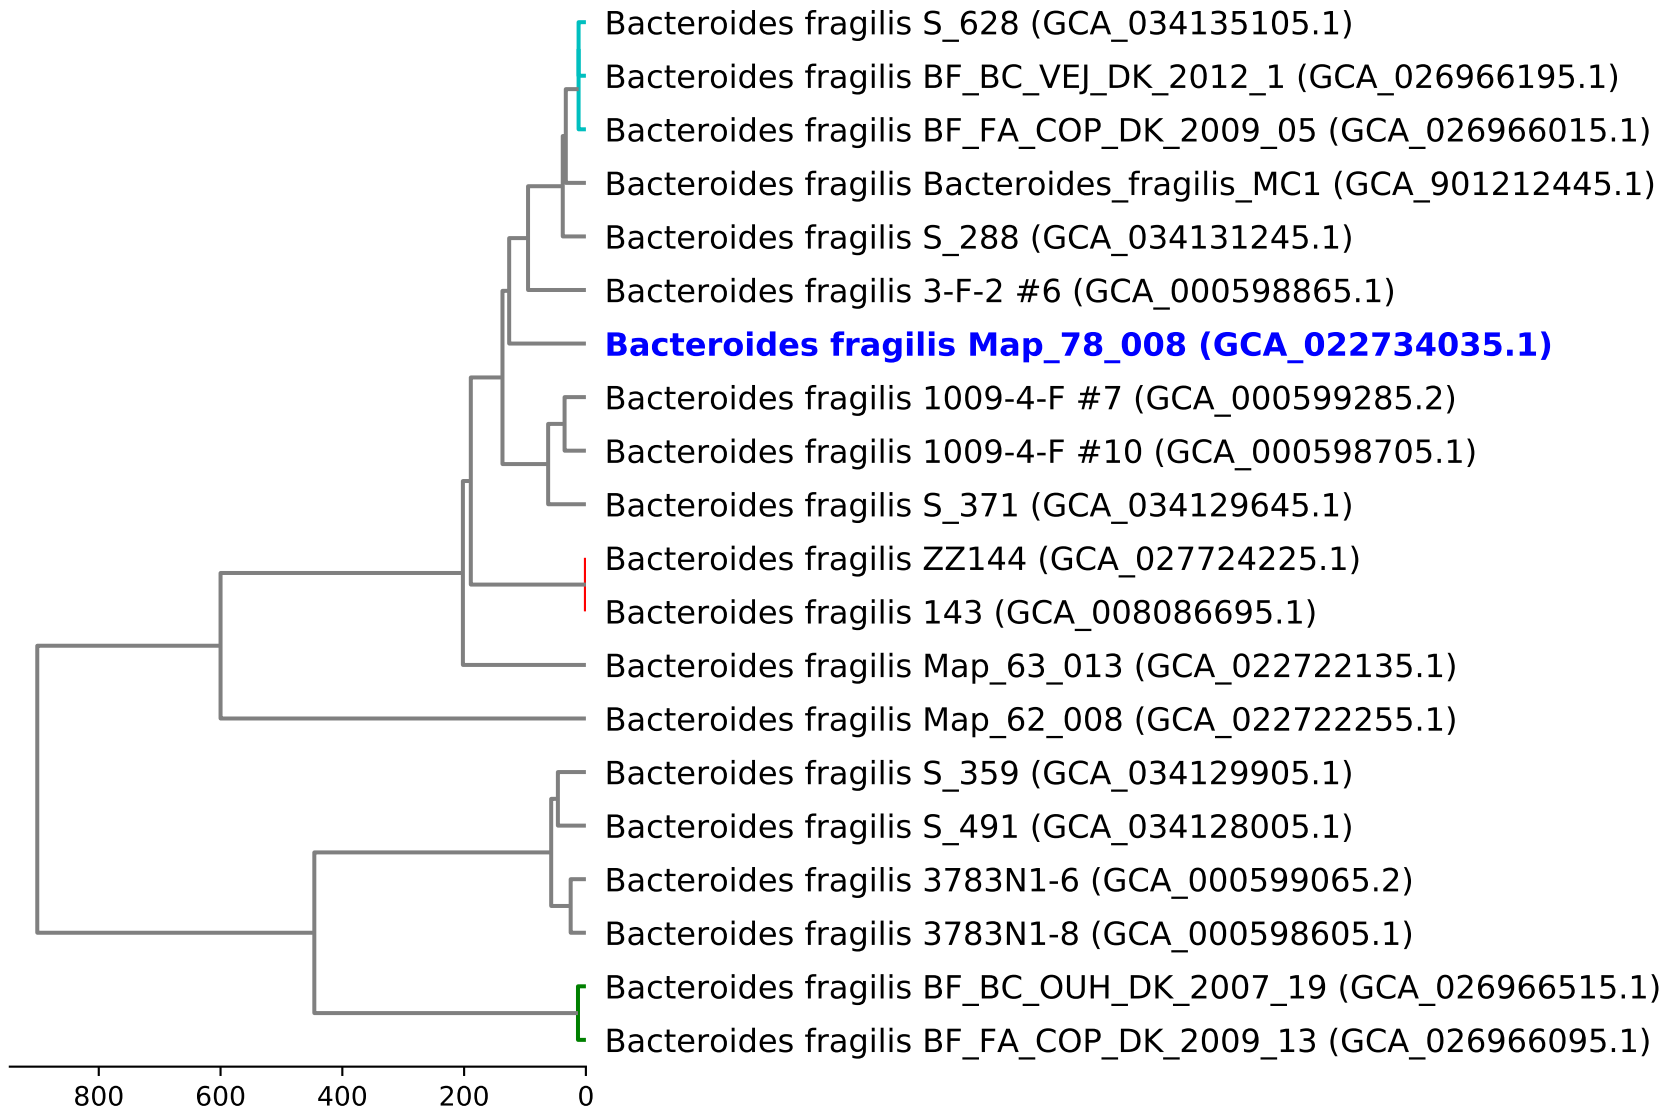 Bacteroides fragilis S_628 (GCA_034135105.1)
Bacteroides fragilis BF_BC_VEJ_DK_2012_1 (GCA_026966195.1)
Bacteroides fragilis BF_FA_COP_DK_2009_05 (GCA_026966015.1)
Bacteroides fragilis Bacteroides_fragilis_MC1 (GCA_901212445.1)
Bacteroides fragilis S_288 (GCA_034131245.1)
Bacteroides fragilis 3-F-2 #6 (GCA_000598865.1)
Bacteroides fragilis Map_78_008 (GCA_022734035.1)
Bacteroides fragilis 1009-4-F #7 (GCA_000599285.2)
Bacteroides fragilis 1009-4-F #10 (GCA_000598705.1)
Bacteroides fragilis S_371 (GCA_034129645.1)
Bacteroides fragilis ZZ144 (GCA_027724225.1)
Bacteroides fragilis 143 (GCA_008086695.1)
Bacteroides fragilis Map_63_013 (GCA_022722135.1)
Bacteroides fragilis Map_62_008 (GCA_022722255.1)
Bacteroides fragilis S_359 (GCA_034129905.1)
Bacteroides fragilis S_491 (GCA_034128005.1)
Bacteroides fragilis 3783N1-6 (GCA_000599065.2)
Bacteroides fragilis 3783N1-8 (GCA_000598605.1)
Bacteroides fragilis BF_BC_OUH_DK_2007_19 (GCA_026966515.1)
Bacteroides fragilis BF_FA_COP_DK_2009_13 (GCA_026966095.1)
800 600 400 200 0